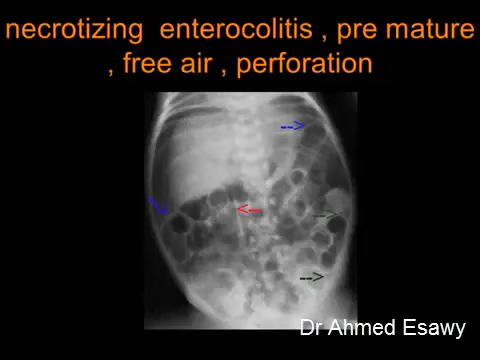 necrotizing  enterocolitis , pre mature
, free air , perforation
Dr Ahmed Esawy